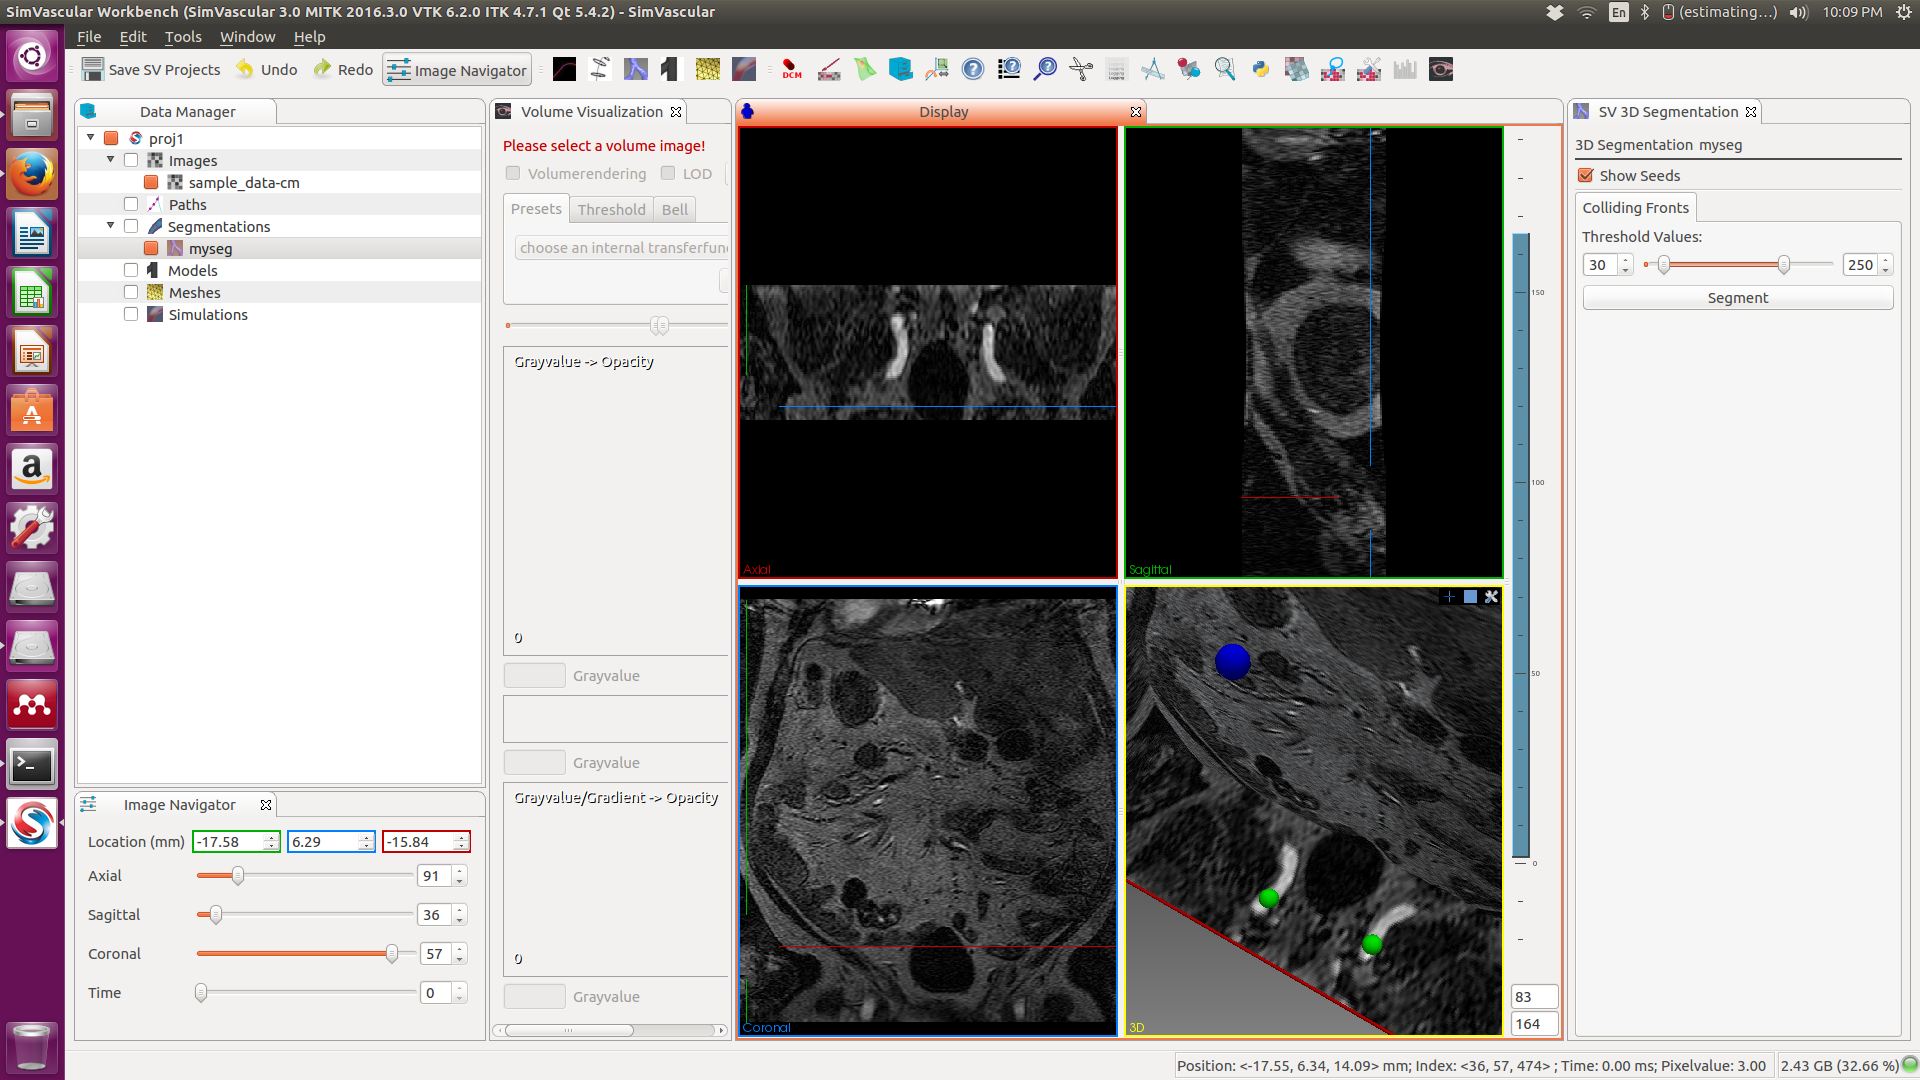 SimVascular Workbench (SimVascular 3.0 MITK 2016.3.0 VTK 6.2.0 ITK 4.7.1 Qt 5.4.2) - SimVascular
En
(estimating...)
10:09 PM
File Edit Tools Window Help
Save SV Projects
Undo
Redo
Image Navigator
DCM
Data Manager
proj1
Images
sample_data-cm
Paths
Segmentations
myseg
Models
Meshes
Simulations
Image Navigator
Location (mm) -17.58 6.29 -15.84
Axial 91
Sagittal 36
Coronal 57
Time 0
Volume Visualization
Please select a volume image!
Volumerendering LOD
Presets Threshold Bell
choose an internal transferfun
Grayvalue -> Opacity
0
Grayvalue
Grayvalue
Grayvalue/Gradient -> Opacity
0
Grayvalue
Display
Axial
Sagittal
Coronal
3D
150
100
50
0
83
164
SV 3D Segmentation
3D Segmentation myseg
Show Seeds
Colliding Fronts
Threshold Values:
30 250
Segment
Position: <-17.55, 6.34, 14.09> mm; Index: <36, 57, 474> ; Time: 0.00 ms; Pixelvalue: 3.00
2.43 GB (32.66 %)